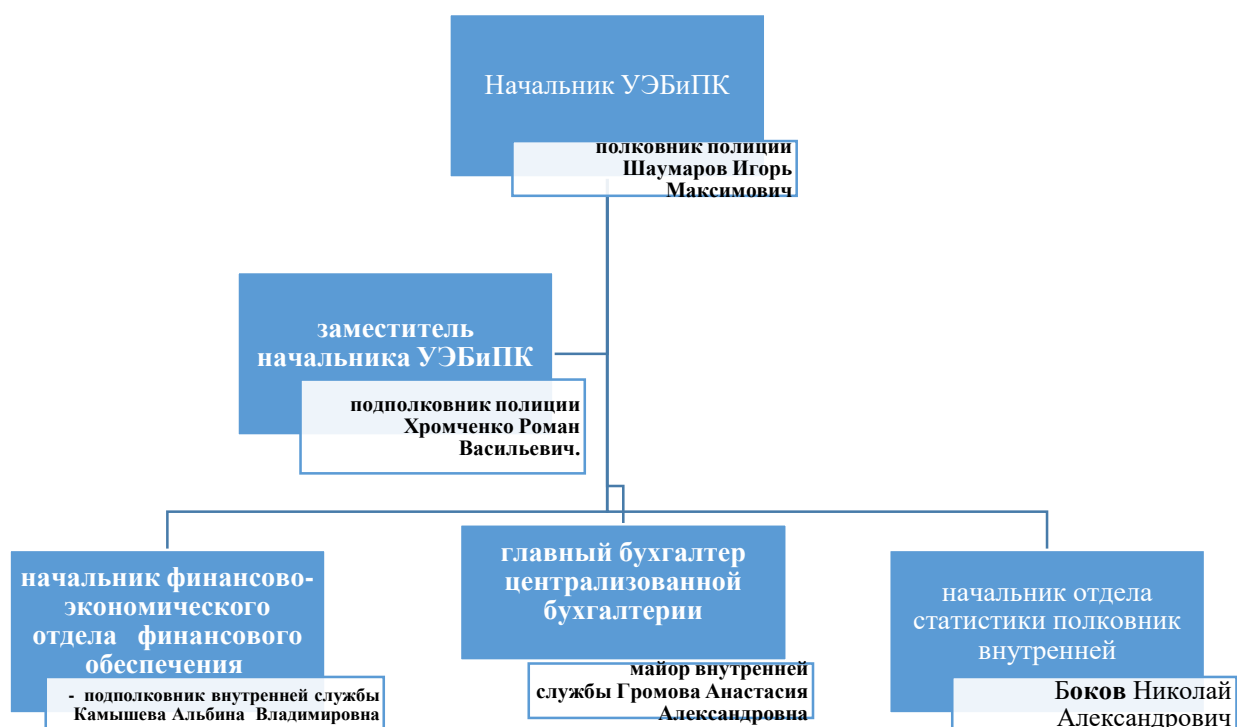 Начальник УЭБиПК
полковник полиции
Шаумаров Игорь
Максимович
заместитель
начальника УЭБиПК
подполковник полиции
Хромченко Роман
Васильевич.
начальник финансово-
экономического
отдела финансового
обеспечения
- подполковник внутренней службы
Камышева Альбина Владимировна
главный бухгалтер
централизованной
бухгалтерии
майор внутренней
службы Громова Анастасия
Александровна
начальник отдела
статистики полковник
внутренней
Боков Николай
Александрович